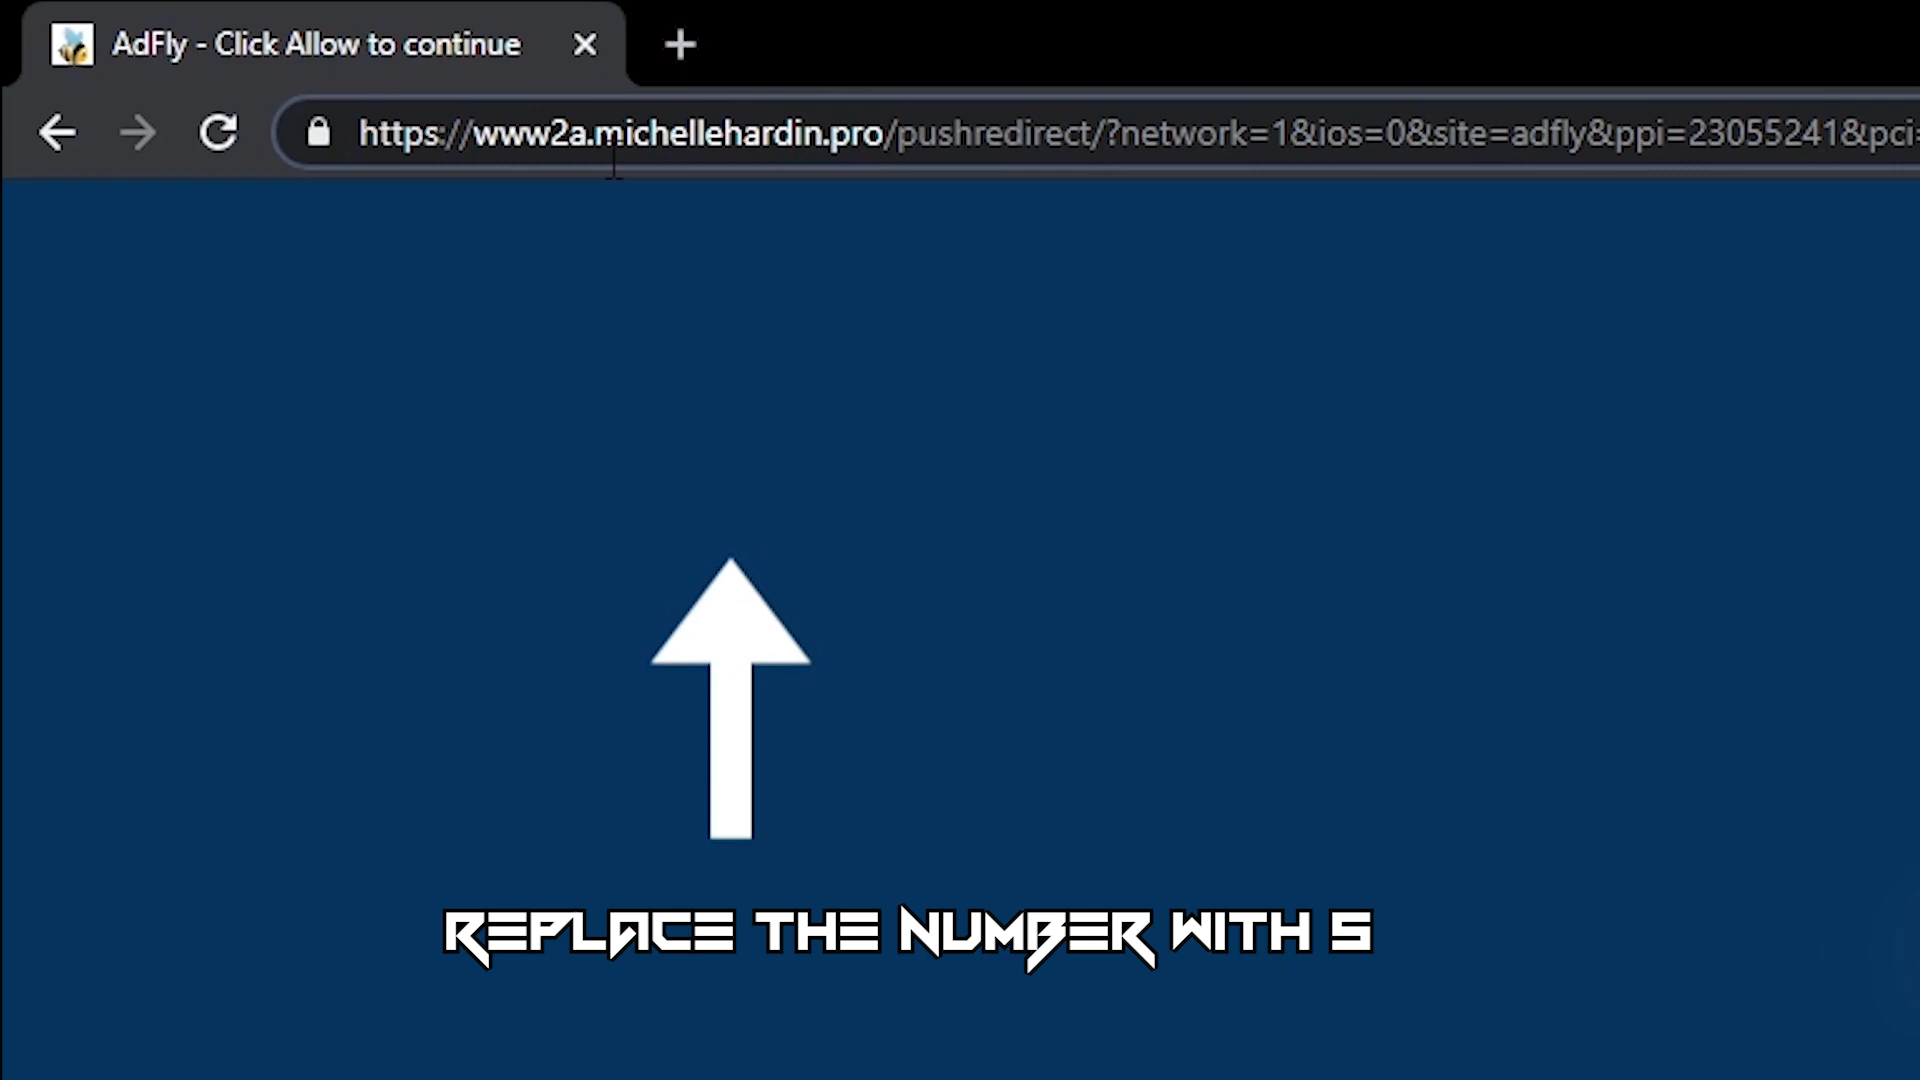 AdFly - Click Allow to continue
https://www2a.michellehardin.pro/pushredirect/?network=1&ios=0&site=adfly&ppi=23055241&pci=
REPLACE THE NUMBER WITH 5